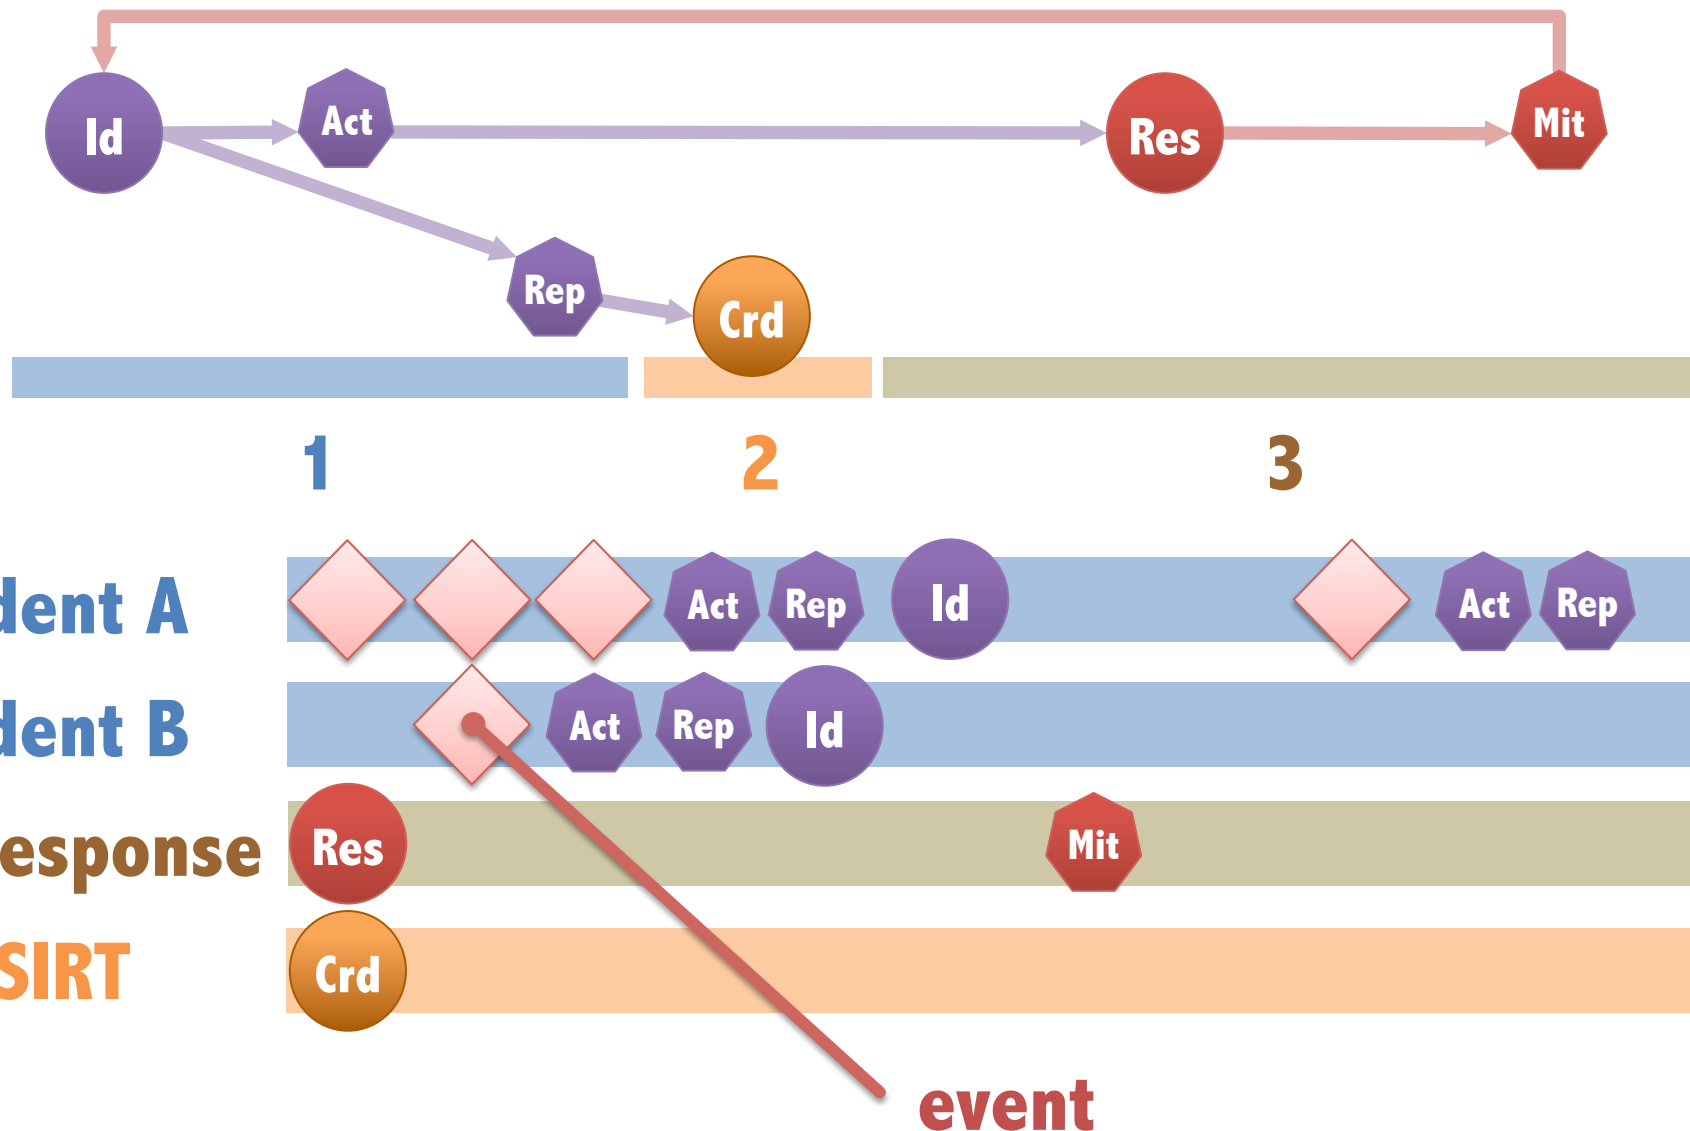 Id Act Res Mit
Rep Crd
1 2 3
dent A Act Rep Id Act Rep
dent B Act Rep Id
esponse Res Mit
SIRT Crd
event